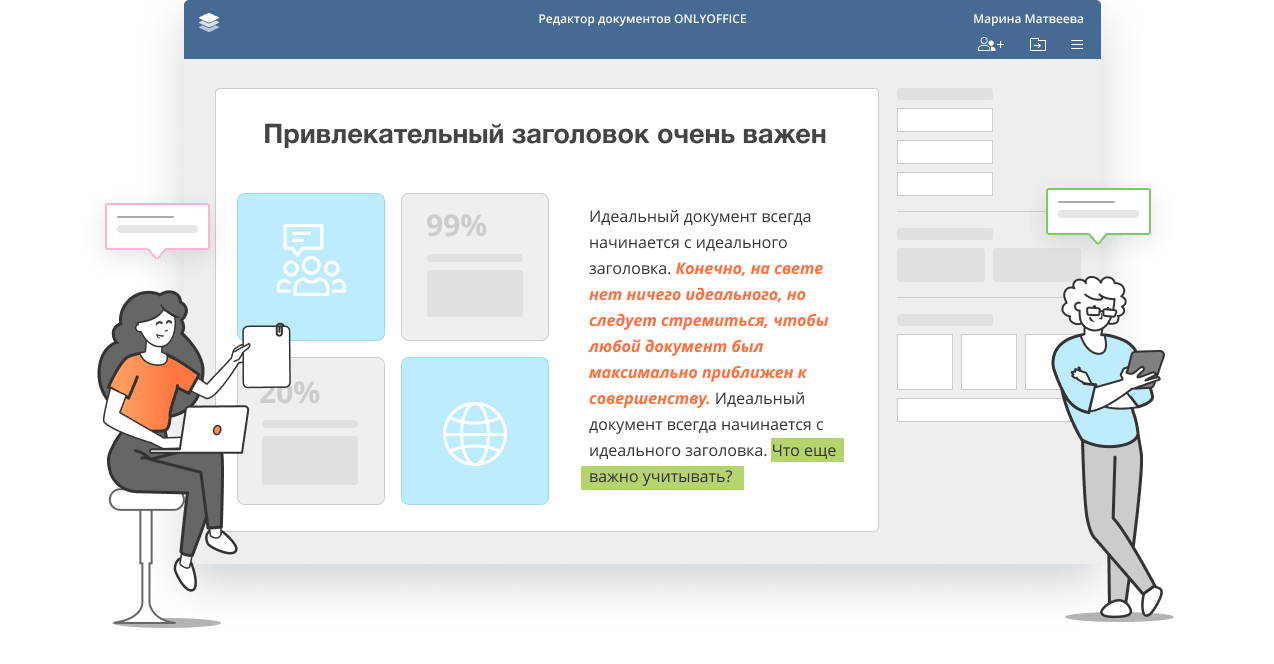 Редактор документов ONLYOFFICE
Марина Матвеева
Привлекательный заголовок очень важен
99%
20%
Идеальный документ всегда
начинается с идеального
заголовка. Конечно, на свете
нет ничего идеального, но
следует стремиться, чтобы
любой документ был
максимально приближен к
совершенству. Идеальный
документ всегда начинается с
идеального заголовка. Что еще
важно учитывать?